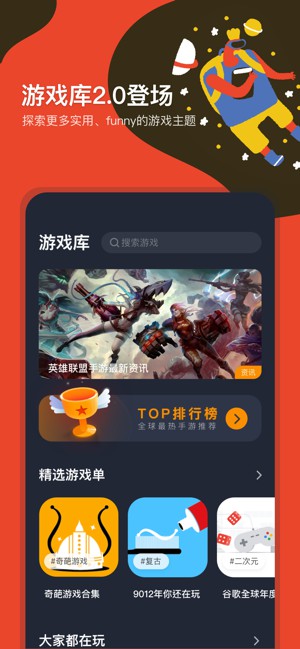 游戏库2.0登场
探索更多实用、funny的游戏主题
游戏库
搜索游戏
英雄联盟手游最新资讯
资讯
TOP排行榜
全球最热手游推荐
精选游戏单
#奇葩游戏
#复古
#二次元
奇葩游戏合集
9012年你还在玩
谷歌全球年度
大家都在玩